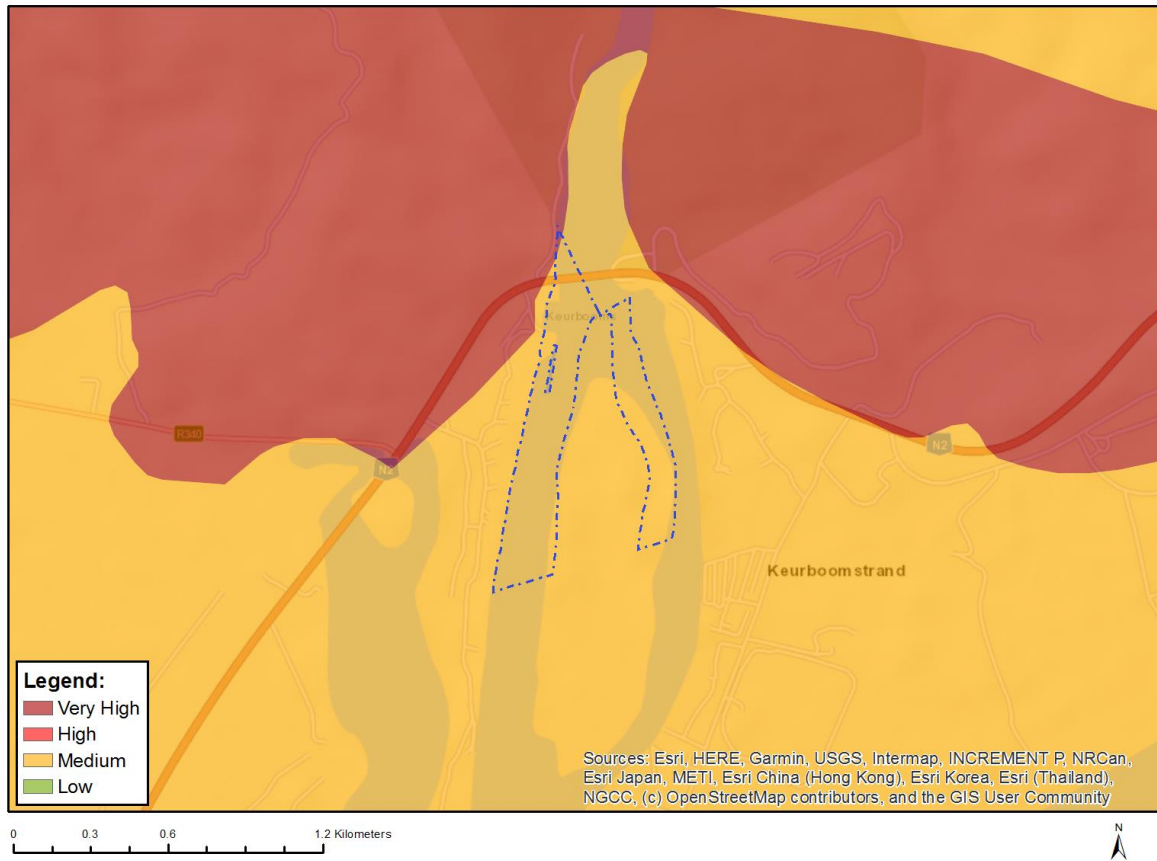 Keurbooms
R340
N2
N2
Keurboomstrand
Legend:
Very High
High
Medium
Low
Sources: Esri, HERE, Garmin, USGS, Intermap, INCREMENT P, NRCan,
Esri Japan, METI, Esri China (Hong Kong), Esri Korea, Esri (Thailand),
NGCC, (c) OpenStreetMap contributors, and the GIS User Community
0 0.3 0.6 1.2 Kilometers
N